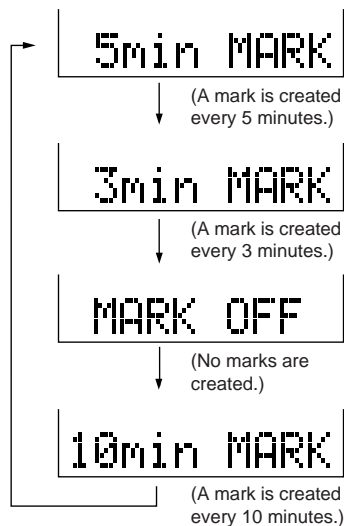 5min MARK
(A mark is created
every 5 minutes.)
3min MARK
(A mark is created
every 3 minutes.)
MARK OFF
(No marks are
created.)
10min MARK
(A mark is created
every 10 minutes.)